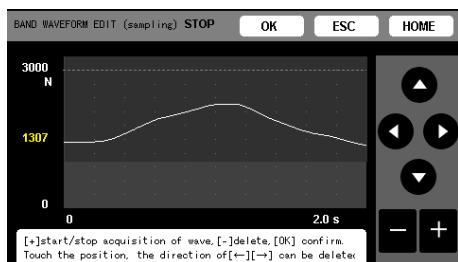 BAND WAVEFORM EDIT (sampling) STOP OK ESC HOME
3000
N
1307
0
0 2.0 s
[+]start/stop acquisition of wave,[-]delete,[OK] confirm.
Touch the position, the direction of[←][→] can be deleted